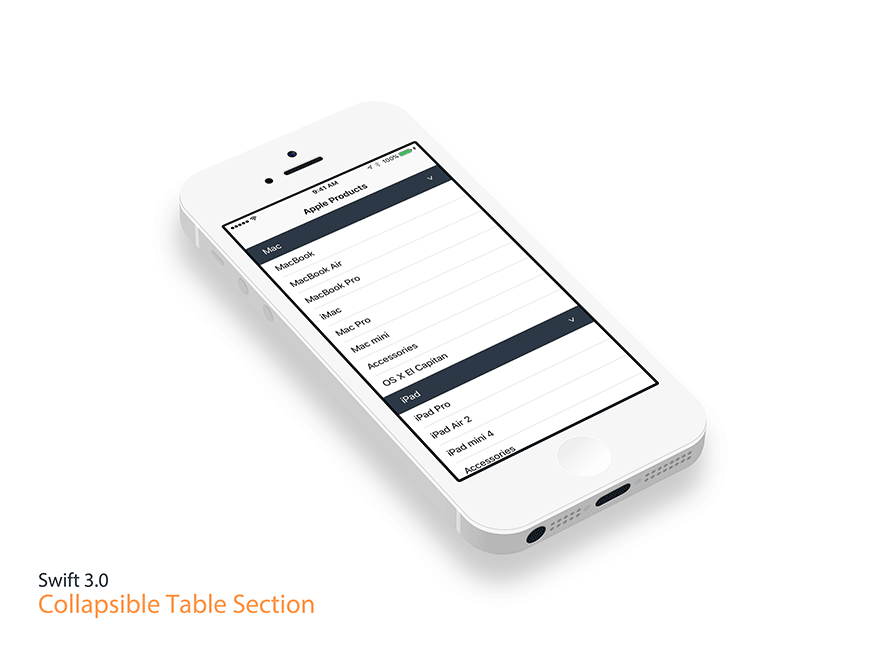 9:41 AM
100%
Apple Products
Mac
MacBook
MacBook Air
MacBook Pro
iMac
Mac Pro
Mac mini
Accessories
OS X El Capitan
iPad
iPad Pro
iPad Air 2
iPad mini 4
Accessories
Swift 3.0
Collapsible Table Section